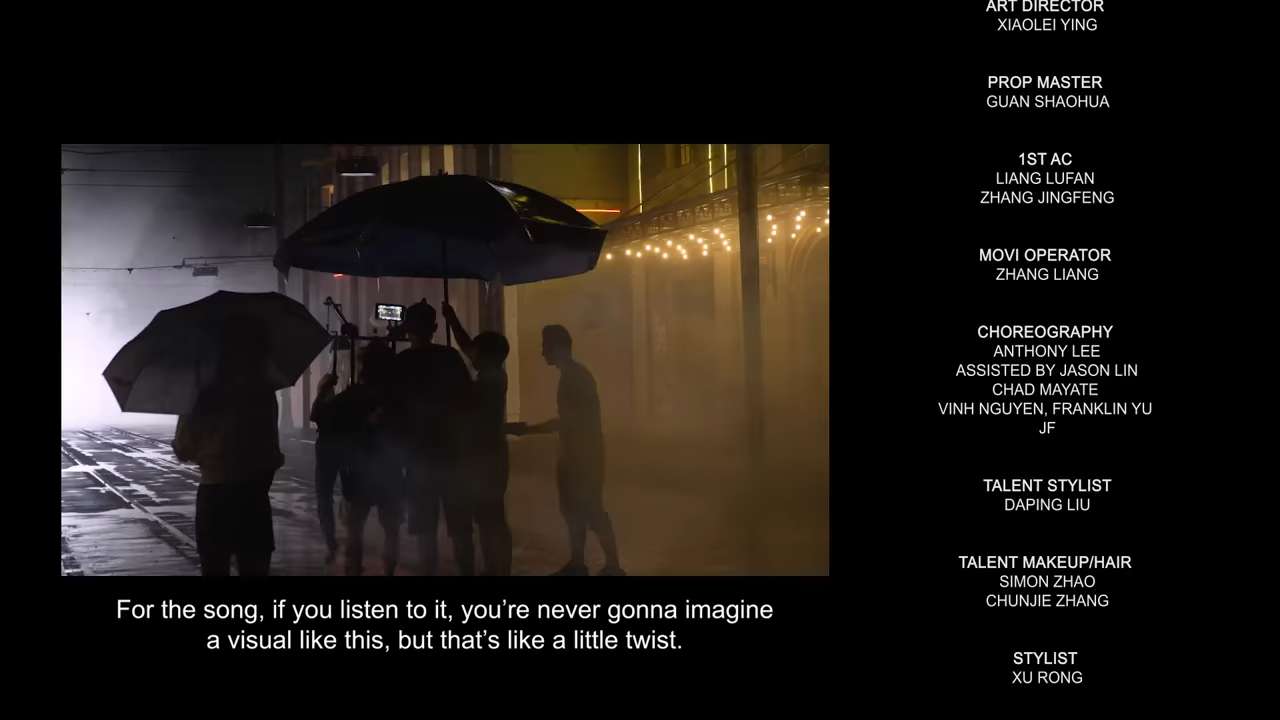 ART DIRECTOR
XIAOLEI YING
PROP MASTER
GUAN SHAOHUA
1ST AC
LIANG LUFAN
ZHANG JINGFENG
MOVI OPERATOR
ZHANG LIANG
CHOREOGRAPHY
ANTHONY LEE
ASSISTED BY JASON LIN
CHAD MAYATE
VINH NGUYEN, FRANKLIN YU
JF
TALENT STYLIST
DAPING LIU
TALENT MAKEUP/HAIR
SIMON ZHAO
CHUNJIE ZHANG
STYLIST
XU RONG
For the song, if you listen to it, you’re never gonna imagine
a visual like this, but that’s like a little twist.